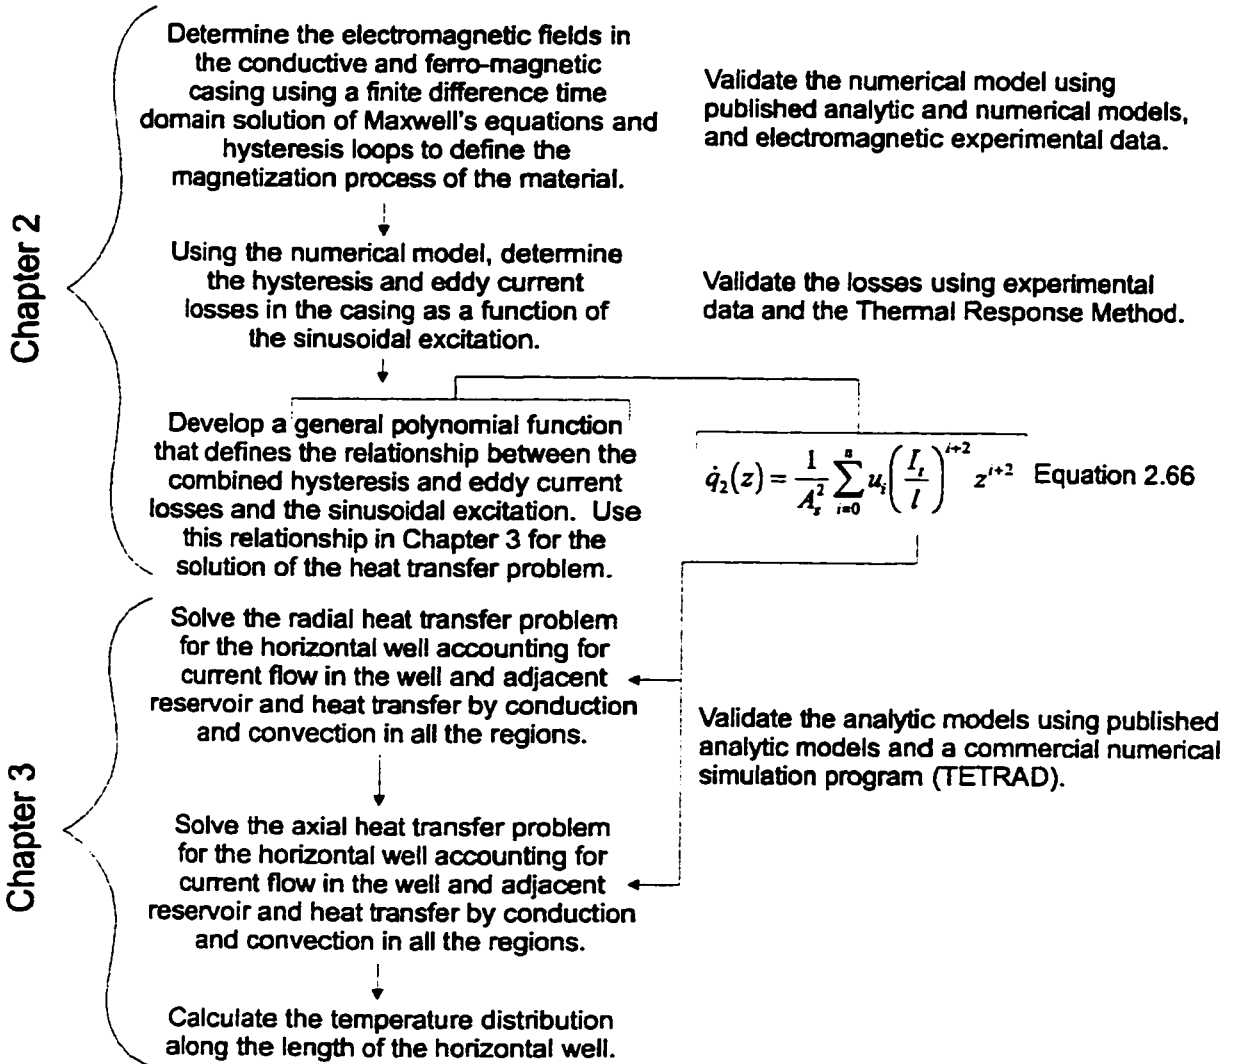 Chapter 2
Determine the electromagnetic fields in
the conductive and ferro-magnetic
casing using a finite difference time
domain solution of Maxwell's equations and
hysteresis loops to define the
magnetization process of the material.
Validate the numerical model using
published analytic and numerical models,
and electromagnetic experimental data.
Using the numerical model, determine
the hysteresis and eddy current
losses in the casing as a function of
the sinusoidal excitation.
Validate the losses using experimental
data and the Thermal Response Method.
Develop a general polynomial function
that defines the relationship between the
combined hysteresis and eddy current
losses and the sinusoidal excitation. Use
this relationship in Chapter 3 for the
solution of the heat transfer problem.
$\dot{q}_2(z) = \frac{1}{A_s^2} \sum_{i=0}^{n} u_i \left( \frac{I_t}{l} \right)^{i+2} z^{i+2}$ Equation 2.66
Chapter 3
Solve the radial heat transfer problem
for the horizontal well accounting for
current flow in the well and adjacent
reservoir and heat transfer by conduction
and convection in all the regions.
Validate the analytic models using published
analytic models and a commercial numerical
simulation program (TETRAD).
Solve the axial heat transfer problem
for the horizontal well accounting for
current flow in the well and adjacent
reservoir and heat transfer by conduction
and convection in all the regions.
Calculate the temperature distribution
along the length of the horizontal well.